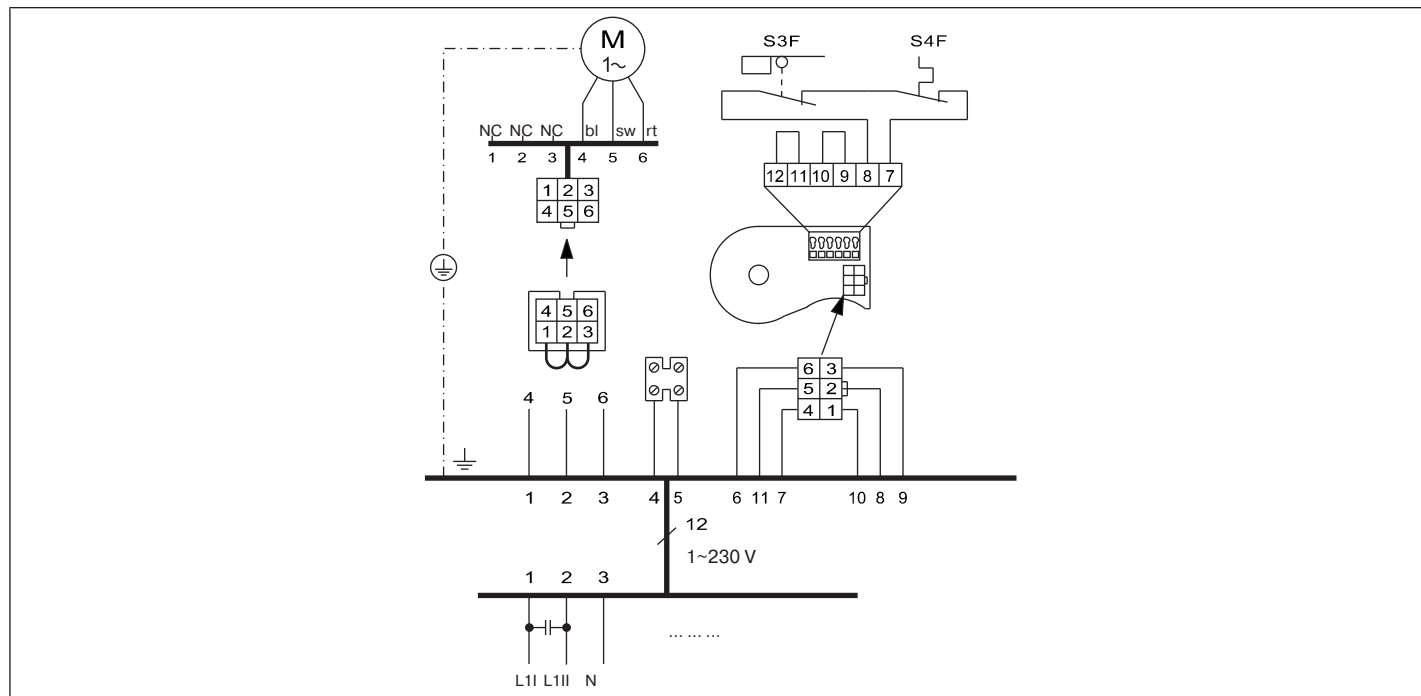 M
1~
S3F S4F
NC NC NC bl sw rt
1 2 3 4 5 6
12 11 10 9 8 7
1 2 3
4 5 6
4 5 6
1 2 3
6 3
5 2
4 1
4 5 6
1 2 3 4 5 6 11 7 10 8 9
12
1~230 V
1 2 3
... ... ...
L1I L1II N